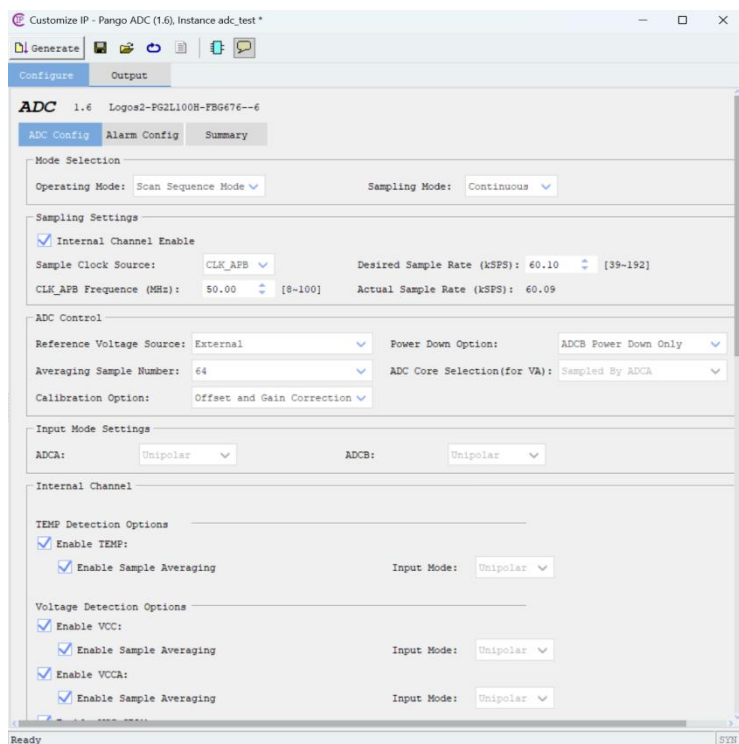 Customize IP - Pango ADC (1.6), Instance adc_test *
Generate
Configure Output
ADC 1.6 Logos2-PG2L100H-FBG676--6
ADC Config Alarm Config Summary
Mode Selection
Operating Mode: Scan Sequence Mode Sampling Mode: Continuous
Sampling Settings
Internal Channel Enable
Sample Clock Source: CLK_APB Desired Sample Rate (kSPS): 60.10 [39~192]
CLK_APB Frequence (MHz): 50.00 [8~100] Actual Sample Rate (kSPS): 60.09
ADC Control
Reference Voltage Source: External Power Down Option: ADCB Power Down Only
Averaging Sample Number: 64 ADC Core Selection(for VA): Sampled By ADCA
Calibration Option: Offset and Gain Correction
Input Mode Settings
ADCA: Unipolar ADCB: Unipolar
Internal Channel
TEMP Detection Options
Enable TEMP:
Enable Sample Averaging Input Mode: Unipolar
Voltage Detection Options
Enable VCC:
Enable Sample Averaging Input Mode: Unipolar
Enable VCCA:
Enable Sample Averaging Input Mode: Unipolar
Ready SYN